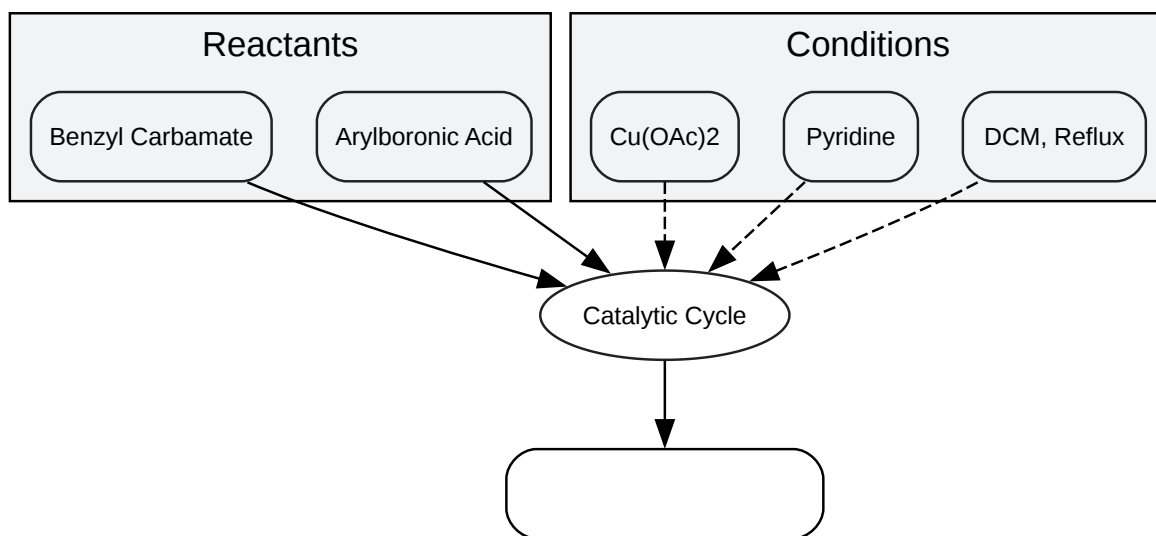 Reactants
Conditions
Benzyl Carbamate
Arylboronic Acid
Cu(OAc)2
Pyridine
DCM, Reflux
Catalytic Cycle